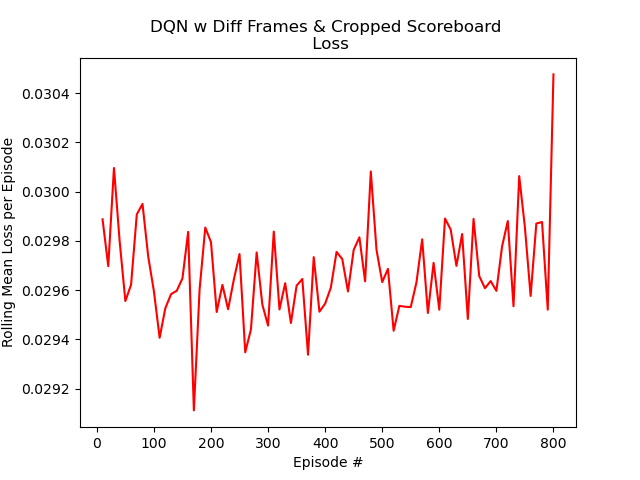 DQN w Diff Frames & Cropped Scoreboard
Loss
0.0304
0.0302
0.0300
0.0298
0.0296
0.0294
0.0292
Rolling Mean Loss per Episode
0 100 200 300 400 500 600 700 800
Episode #